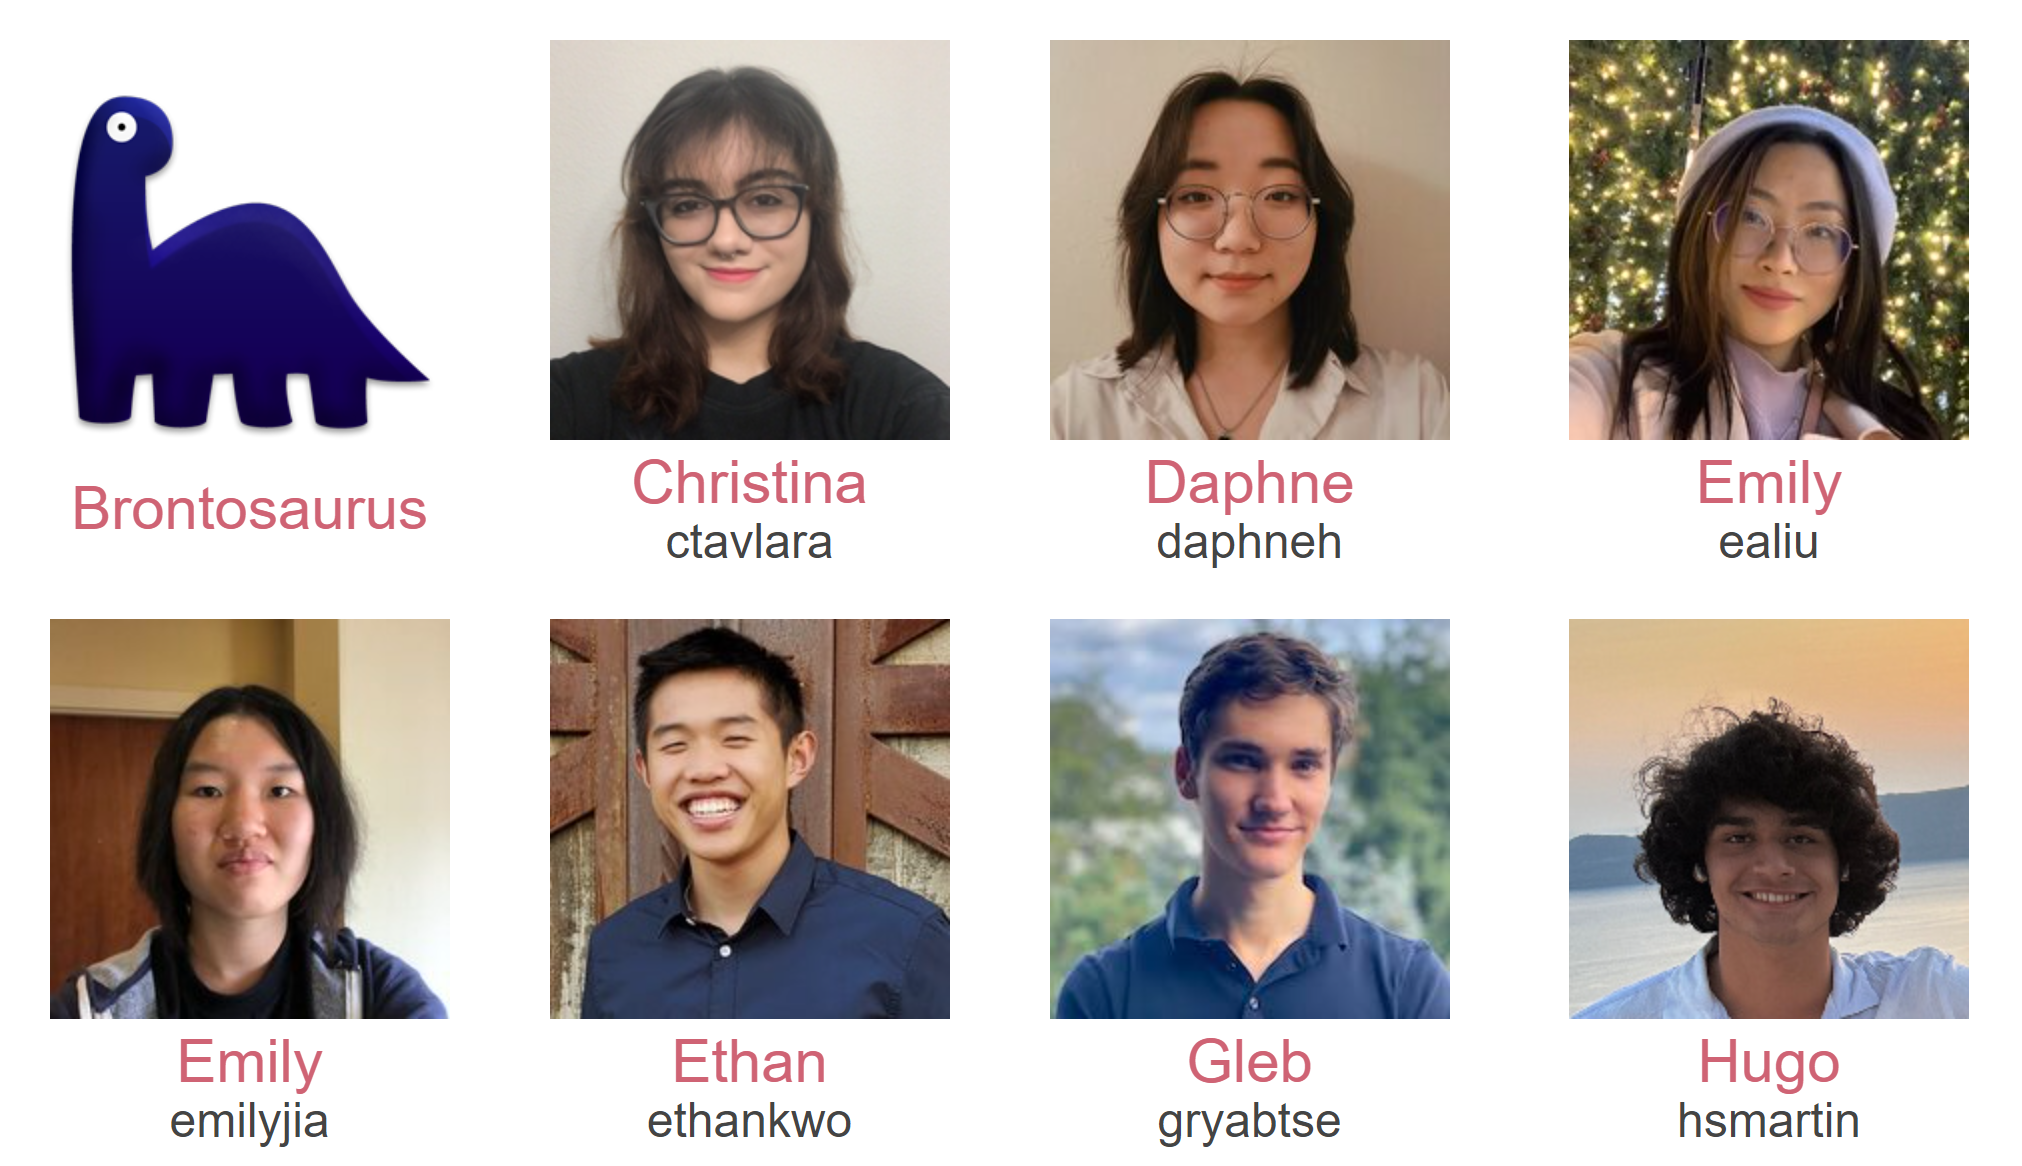 Brontosaurus
Christina
ctavlara
Daphne
daphneh
Emily
ealiu
Emily
emilyjia
Ethan
ethankwo
Gleb
gryabtse
Hugo
hsmartin